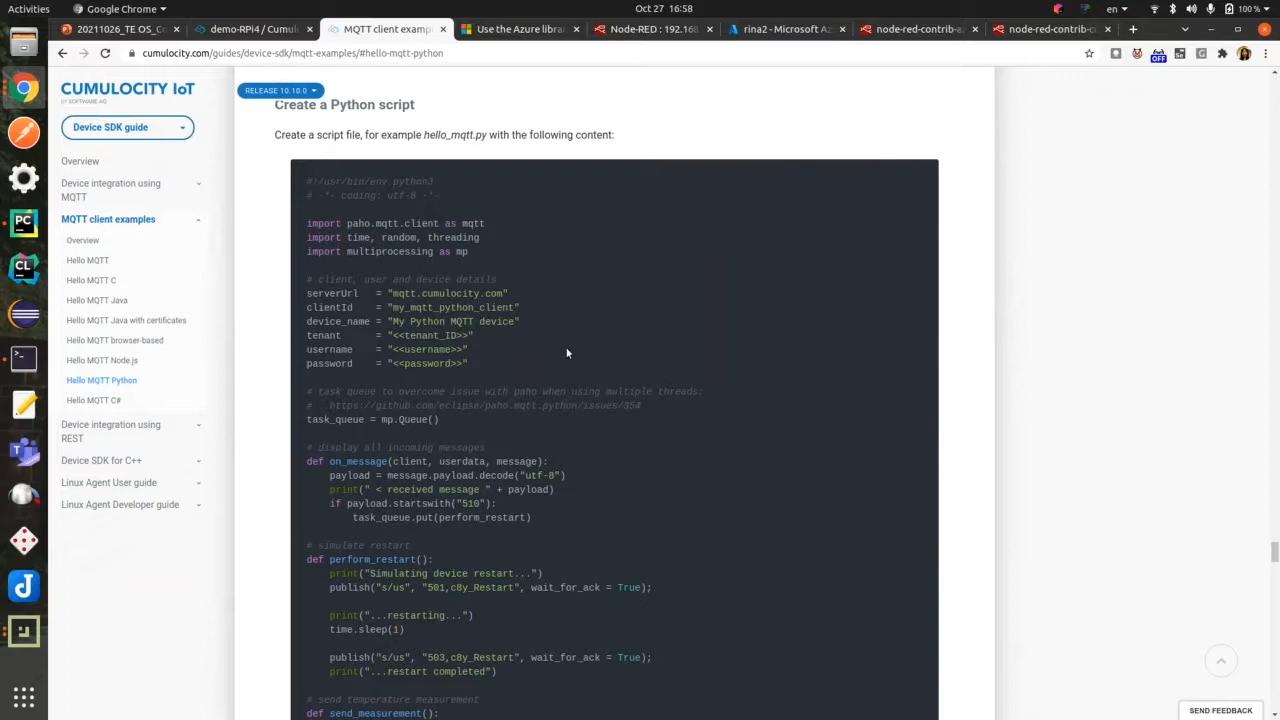 Activities
Google Chrome
Oct 27 16:58
en
100 %
20211026_TE OS_Co
demo-RPi4 / Cumulo
MQTT client examp
Use the Azure librar
Node-RED : 192.168
rina2 - Microsoft Az
node-red-contrib-az
node-red-contrib-c
cumulocity.com/guides/device-sdk/mqtt-examples/#hello-mqtt-python
OFF
CUMULOCITY IoT
BY SOFTWARE AG
Device SDK guide
Overview
Device integration using
MQTT
MQTT client examples
Overview
Hello MQTT
Hello MQTT C
Hello MQTT Java
Hello MQTT Java with certificates
Hello MQTT browser-based
Hello MQTT Node.js
Hello MQTT Python
Hello MQTT C#
Device integration using
REST
Device SDK for C++
Linux Agent User guide
Linux Agent Developer guide
RELEASE 10.10.0
Create a Python script
Create a script file, for example hello_mqtt.py with the following content:
#!/usr/bin/env python3
# -*- coding: utf-8 -*-
import paho.mqtt.client as mqtt
import time, random, threading
import multiprocessing as mp
# client, user and device details
serverUrl = "mqtt.cumulocity.com"
clientId = "my_mqtt_python_client"
device_name = "My Python MQTT device"
tenant = "<<tenant_ID>>"
username = "<<username>>"
password = "<<password>>"
# task queue to overcome issue with paho when using multiple threads:
# https://github.com/eclipse/paho.mqtt.python/issues/354
task_queue = mp.Queue()
# display all incoming messages
def on_message(client, userdata, message):
payload = message.payload.decode("utf-8")
print(" < received message " + payload)
if payload.startswith("510"):
task_queue.put(perform_restart)
# simulate restart
def perform_restart():
print("Simulating device restart...")
publish("s/us", "501,c8y_Restart", wait_for_ack = True);
print("...restarting...")
time.sleep(1)
publish("s/us", "503,c8y_Restart", wait_for_ack = True);
print("...restart completed")
# send temperature measurement
def send_measurement():
SEND FEEDBACK
PC
CL